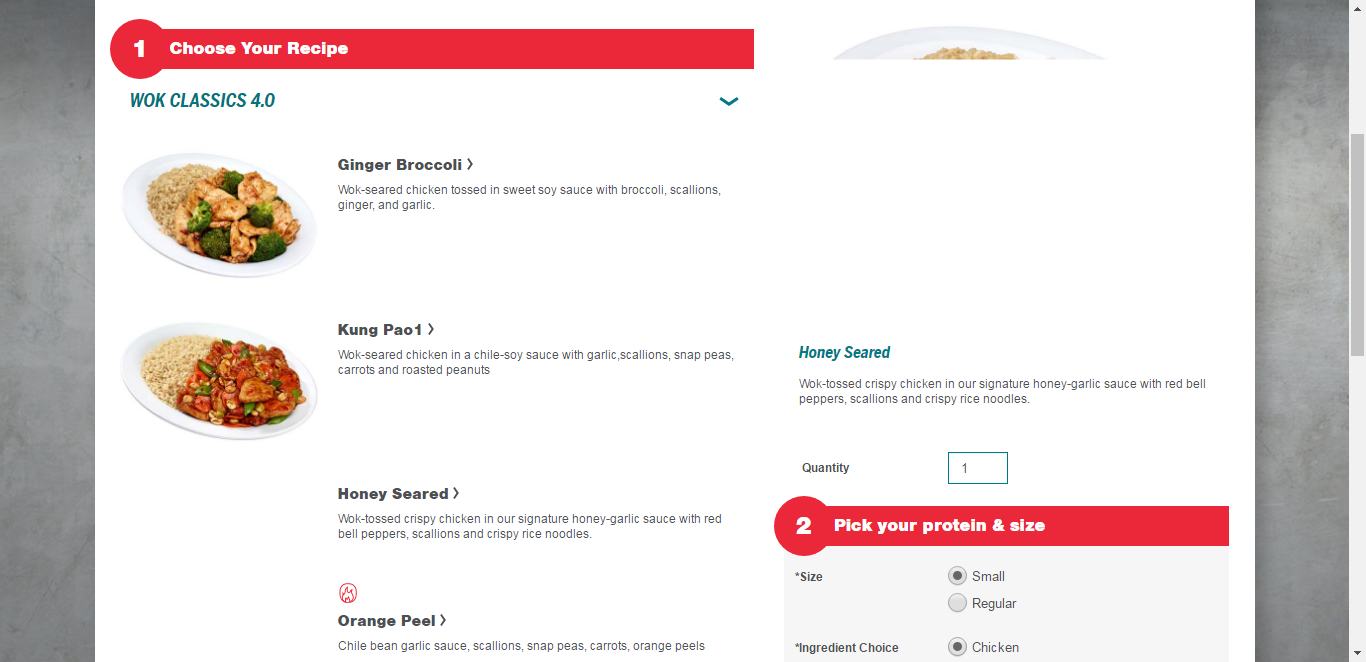 1 Choose Your Recipe
WOK CLASSICS 4.0
Ginger Broccoli
Wok-seared chicken tossed in sweet soy sauce with broccoli, scallions,
ginger, and garlic.
Kung Pao1
Wok-seared chicken in a chile-soy sauce with garlic,scallions, snap peas,
carrots and roasted peanuts
Honey Seared
Wok-tossed crispy chicken in our signature honey-garlic sauce with red
bell peppers, scallions and crispy rice noodles.
Orange Peel
Chile bean garlic sauce, scallions, snap peas, carrots, orange peels
Honey Seared
Wok-tossed crispy chicken in our signature honey-garlic sauce with red bell
peppers, scallions and crispy rice noodles.
Quantity 1
2 Pick your protein & size
*Size Small
Regular
*Ingredient Choice Chicken